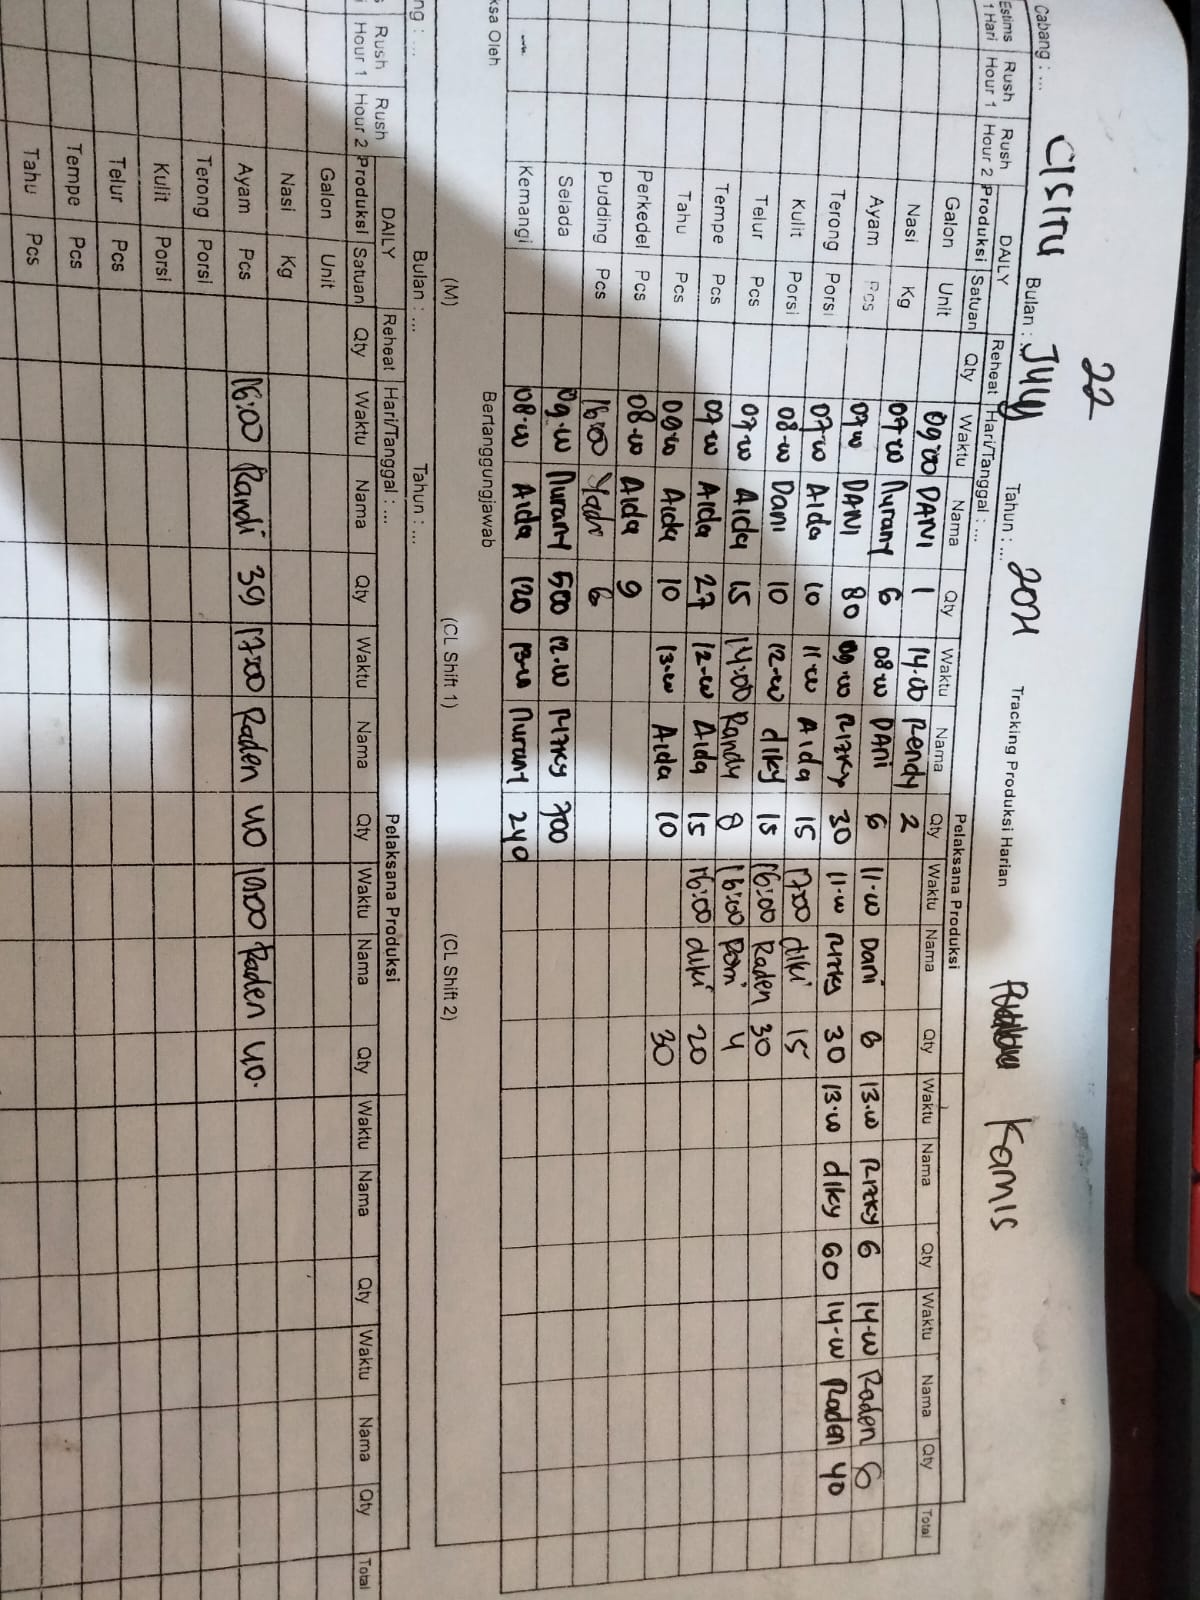 22
Cabang : ... CISITU Bulan : ... July Tahun : ... 2021 Tracking Produksi Harian Kamis
Estims Rush Rush DAILY Reheat Hari/Tanggal : ... Pelaksana Produksi
1 Hari Hour 1 Hour 2 Produksi Satuan Qty Waktu Nama Qty Waktu Nama Qty Waktu Nama Qty Waktu Nama Qty Waktu Nama Qty Total
Galon Unit 09:00 DANI 1 14.00 Rendy 2
Nasi Kg 07.00 Nurany 6 08.00 DANI 6 11.00 Dani 6 13.00 Rizky 6 14.00 Raden 6
Ayam Pcs 07.00 DANI 80 09.00 Rizky 30 11.00 Rizky 30 13.00 diky 60 14.00 Raden 40
Terong Porsi 07.00 Aida 10 11.00 Aida 15 17:00 diki 15
Kulit Porsi 08.00 Dani 10 12.00 diky 15 16:00 Raden 30
Telur Pcs 07.00 Aida 15 14:00 Randy 8 16:00 4
Tempe Pcs 07.00 Aida 27 12.00 Aida 15 16:00 diki 20
Tahu Pcs 09.00 Aida 10 13.00 Aida 10 30
Perkedel Pcs 08.00 Aida 9
Pudding Pcs 16:00 6
Selada 09.00 Nurany 500 12.00 Rizky 700
Kemangi 08.00 Aida 120 13.00 Nurany 240
ksa Oleh (M) Bertanggungjawab (CL Shift 1) (CL Shift 2)
ng : ... Bulan : ... Tahun : ...
Rush Rush DAILY Reheat Hari/Tanggal : ... Pelaksana Produksi
Hour 1 Hour 2 Produksi Satuan Qty Waktu Nama Qty Waktu Nama Qty Waktu Nama Qty Waktu Nama Qty Waktu Nama Qty Total
Galon Unit
Nasi Kg
Ayam Pcs 16:00 Randi 39 17:00 Raden 40 19:00 Raden 40.
Terong Porsi
Kulit Porsi
Telur Pcs
Tempe Pcs
Tahu Pcs